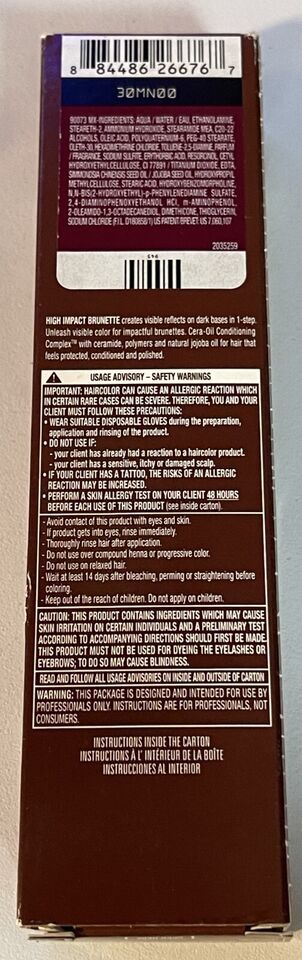 8 84486 26676 7
30MN00
90073 MX-INGREDIENTS: AQUA / WATER / EAU, ETHANOLAMINE,
STEARETH-2, AMMONIUM HYDROXIDE, STEARAMIDE MEA, C20-22
ALCOHOLS, OLEIC ACID, POLYQUATERNIUM-6, PEG-40 STEARATE,
OLETH-30, HEXAMETHRINE CHLORIDE, TOLUENE-2,5-DIAMINE, PARFUM
/ FRAGRANCE, SODIUM SULFITE, ERYTHORBIC ACID, RESORCINOL, CETYL
HYDROXYETHYLCELLULOSE, CI 77891 / TITANIUM DIOXIDE, EDTA,
SIMMONDSIA CHINENSIS SEED OIL / JOJOBA SEED OIL, HYDROXYPROPYL
METHYLCELLULOSE, STEARIC ACID, HYDROXYBENZOMORPHOLINE,
N,N-BIS(2-HYDROXYETHYL)-p-PHENYLENEDIAMINE SULFATE,
2,4-DIAMINOPHENOXYETHANOL HCl, m-AMINOPHENOL,
2-OLEAMIDO-1,3-OCTADECANEDIOL, DIMETHICONE, THIOGLYCERIN,
SODIUM CHLORIDE (F.I.L. D160858/1) US PATENT/BREVET: US 7,060,107
2035259
HIGH IMPACT BRUNETTE creates visible reflects on dark bases in 1-step.
Unleash visible color for impactful brunettes. Cera-Oil Conditioning
Complex™ with ceramide, polymers and natural jojoba oil for hair that
feels protected, conditioned and polished.
USAGE ADVISORY – SAFETY WARNINGS
IMPORTANT: HAIRCOLOR CAN CAUSE AN ALLERGIC REACTION WHICH
IN CERTAIN RARE CASES CAN BE SEVERE. THEREFORE, YOU AND YOUR
CLIENT MUST FOLLOW THESE PRECAUTIONS:
• WEAR SUITABLE DISPOSABLE GLOVES during the preparation,
application and rinsing of the product.
• DO NOT USE IF:
- your client has already had a reaction to a haircolor product.
- your client has a sensitive, itchy or damaged scalp.
• IF YOUR CLIENT HAS A TATTOO, THE RISKS OF AN ALLERGIC
REACTION MAY BE INCREASED.
• PERFORM A SKIN ALLERGY TEST ON YOUR CLIENT 48 HOURS
BEFORE EACH USE OF THIS PRODUCT (see inside carton).
- Avoid contact of this product with eyes and skin.
- If product gets into eyes, rinse immediately.
- Thoroughly rinse hair after application.
- Do not use over compound henna or progressive color.
- Do not use on relaxed hair.
- Wait at least 14 days after bleaching, perming or straightening before
coloring.
- Keep out of the reach of children. Do not apply on children.
CAUTION: THIS PRODUCT CONTAINS INGREDIENTS WHICH MAY CAUSE
SKIN IRRITATION ON CERTAIN INDIVIDUALS AND A PRELIMINARY TEST
ACCORDING TO ACCOMPANYING DIRECTIONS SHOULD FIRST BE MADE.
THIS PRODUCT MUST NOT BE USED FOR DYEING THE EYELASHES OR
EYEBROWS; TO DO SO MAY CAUSE BLINDNESS.
READ AND FOLLOW ALL USAGE ADVISORIES ON INSIDE AND OUTSIDE OF CARTON
WARNING: THIS PACKAGE IS DESIGNED AND INTENDED FOR USE BY
PROFESSIONALS ONLY. INSTRUCTIONS ARE FOR PROFESSIONALS, NOT
CONSUMERS.
INSTRUCTIONS INSIDE THE CARTON
INSTRUCTIONS À L'INTÉRIEUR DE LA BOÎTE
INSTRUCCIONES AL INTERIOR